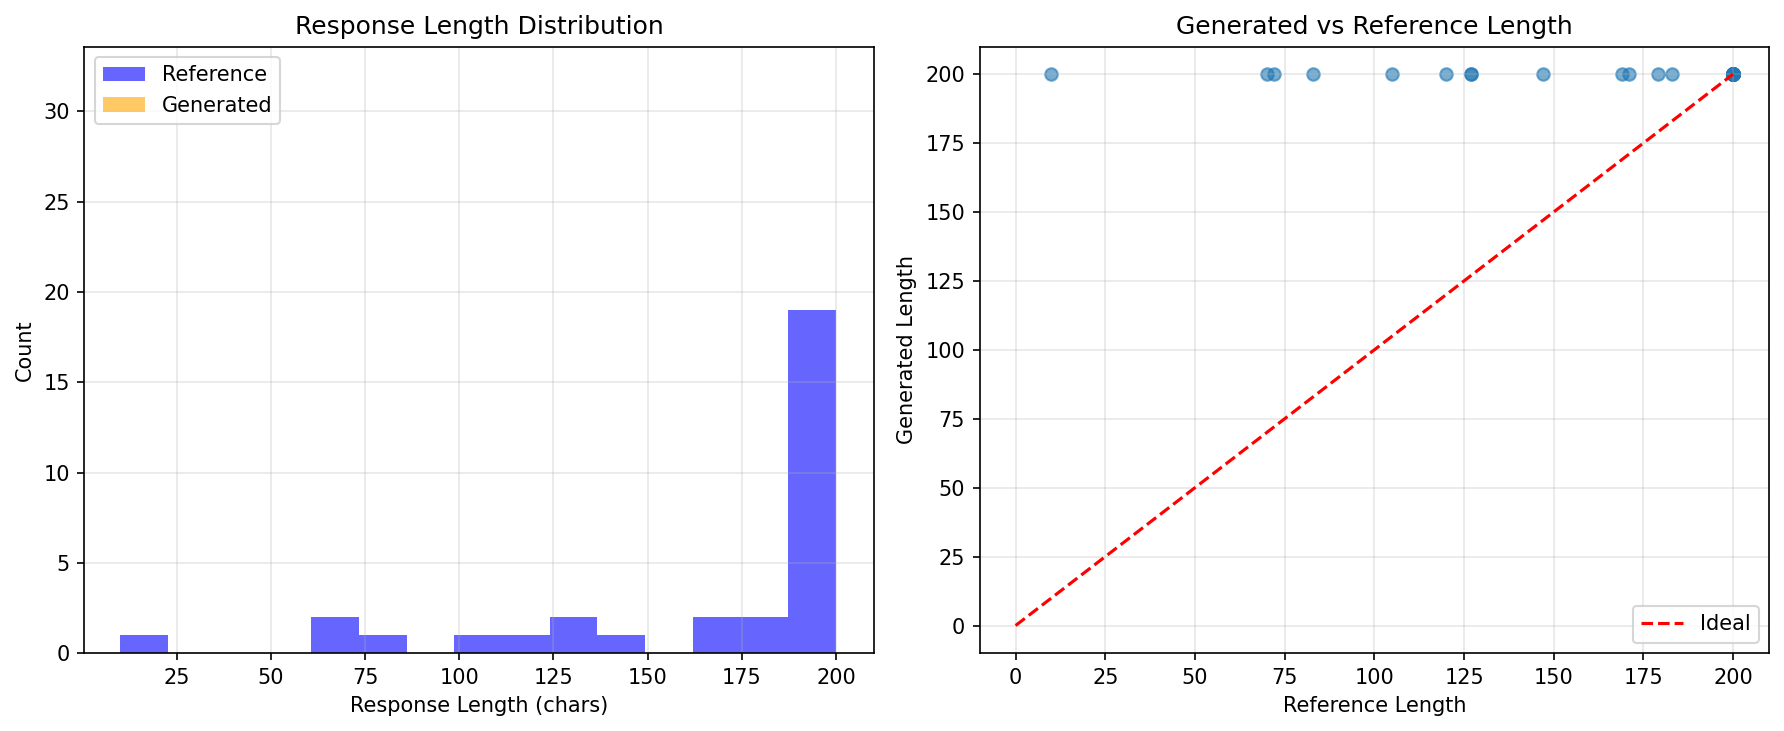 Response Length Distribution
Reference
Generated
30
25
20
15
10
5
0
Count
25 50 75 100 125 150 175 200
Response Length (chars)
Generated vs Reference Length
200
175
150
125
100
75
50
25
0
Generated Length
Ideal
0 25 50 75 100 125 150 175 200
Reference Length